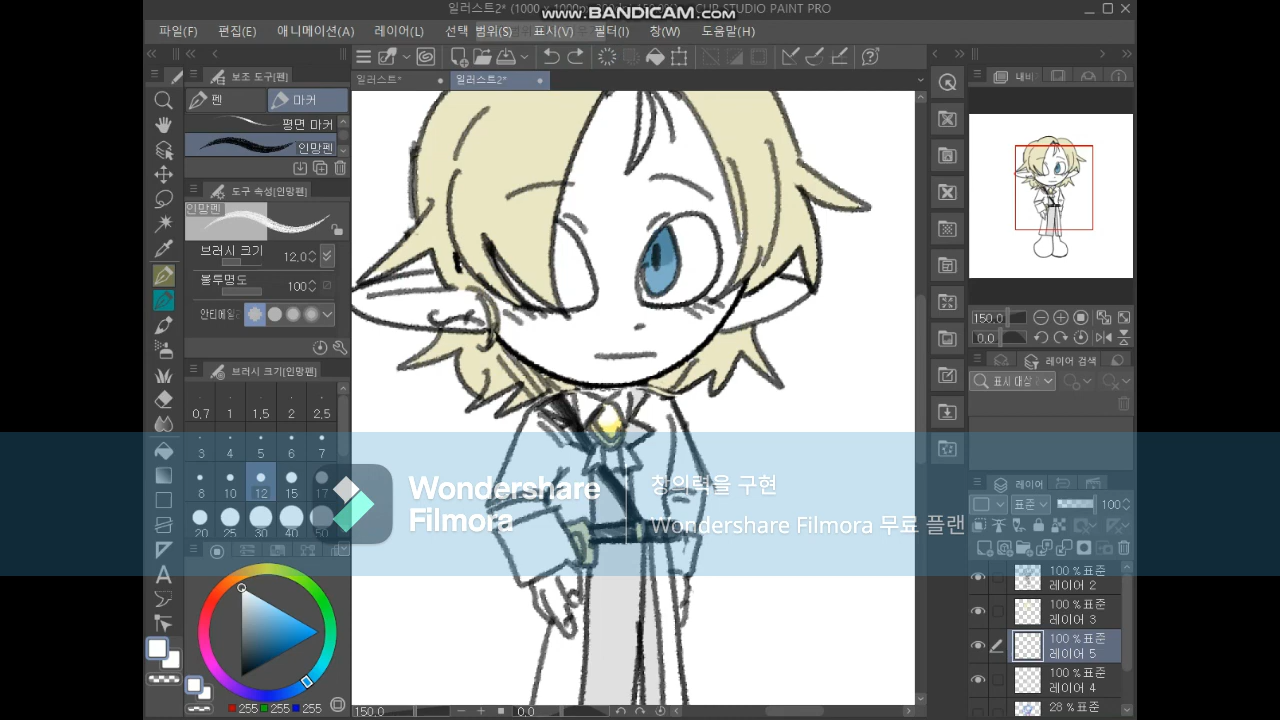 일러스트2* (1000 x 1000px
CLIP STUDIO PAINT PRO
www.BANDICAM.com
파일(F) 편집(E) 애니메이션(A) 레이어(L) 선택 범위(S) 표시(V) 필터(I) 창(W) 도움말(H)
보조 도구[펜]
일러스트*
일러스트2*
내비
펜
마커
평면 마커
인망펜
도구 속성[인망펜]
인망펜
브러시 크기 12.0
불투명도 100
안티에일
브러시 크기[인망펜]
0.7 1 1.5 2 2.5
3 4 5 6 7
8 10 12 15 17
20 25 30 40 50
150.0
0.0
레이어 검색
표시 대상
Wondershare
Filmora
창의력을 구현
Wondershare Filmora 무료 플랜
레이어
표준 100
100 % 표준
레이어 2
100 % 표준
레이어 3
100 % 표준
레이어 5
100 % 표준
레이어 4
28 % 표준
255 255 255
150.0 0.0